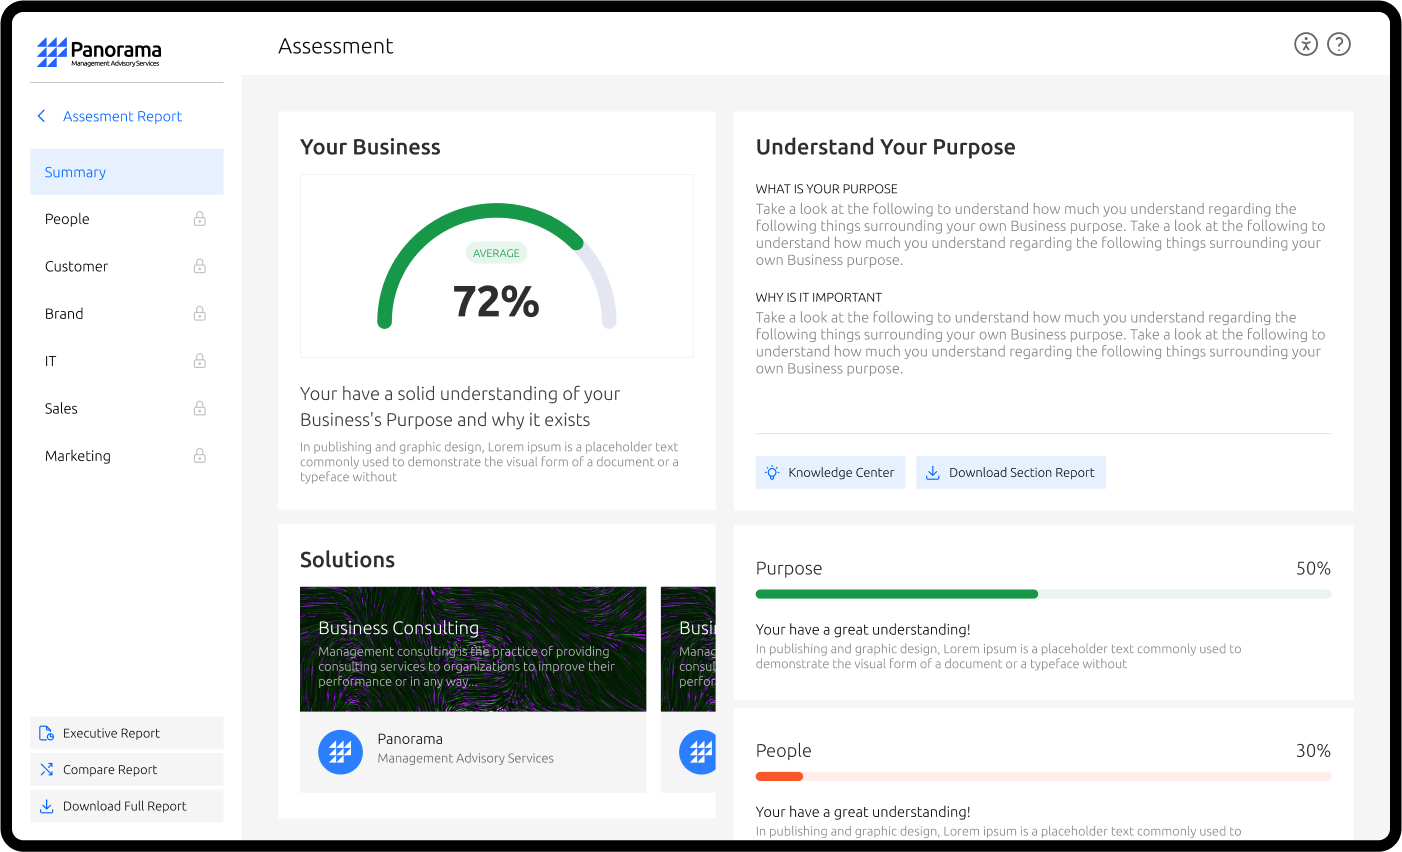 Panorama
Management Advisory Services
Assesment Report
Summary
People
Customer
Brand
IT
Sales
Marketing
Executive Report
Compare Report
Download Full Report
Assessment
Your Business
AVERAGE
72%
Your have a solid understanding of your
Business's Purpose and why it exists
In publishing and graphic design, Lorem ipsum is a placeholder text
commonly used to demonstrate the visual form of a document or a
typeface without
Solutions
Business Consulting
Management consulting is the practice of providing
consulting services to organizations to improve their
performance or in any way...
Panorama
Management Advisory Services
Understand Your Purpose
WHAT IS YOUR PURPOSE
Take a look at the following to understand how much you understand regarding the
following things surrounding your own Business purpose. Take a look at the following to
understand how much you understand regarding the following things surrounding your
own Business purpose.
WHY IS IT IMPORTANT
Take a look at the following to understand how much you understand regarding the
following things surrounding your own Business purpose. Take a look at the following to
understand how much you understand regarding the following things surrounding your
own Business purpose.
Knowledge Center
Download Section Report
Purpose 50%
Your have a great understanding!
In publishing and graphic design, Lorem ipsum is a placeholder text commonly used to
demonstrate the visual form of a document or a typeface without
People 30%
Your have a great understanding!
In publishing and graphic design, Lorem ipsum is a placeholder text commonly used to